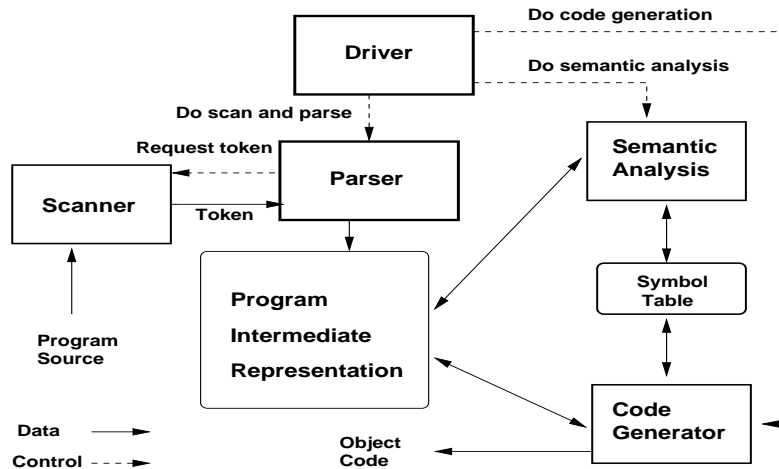 Do code generation
Driver
Do semantic analysis
Do scan and parse
Request token
Semantic
Analysis
Parser
Scanner
Token
Program
Intermediate
Representation
Symbol
Table
Program
Source
Code
Generator
Data
Object
Code
Control